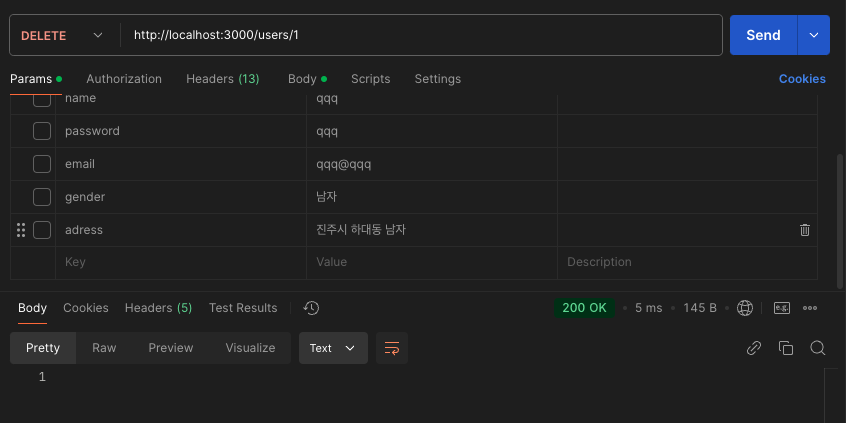 DELETE http://localhost:3000/users/1 Send
Params Authorization Headers (13) Body Scripts Settings Cookies
name qqq
password qqq
email qqq@qqq
gender 남자
adress 진주시 하대동 남자
Key Value Description
Body Cookies Headers (5) Test Results 200 OK 5 ms 145 B e.g.
Pretty Raw Preview Visualize Text
1